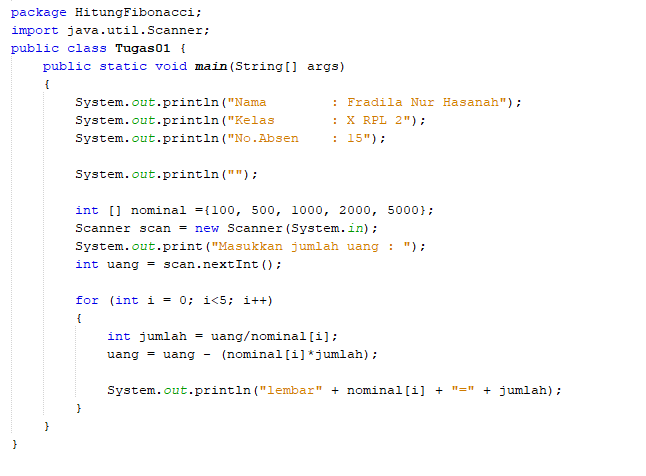 package HitungFibonacci;
import java.util.Scanner;
public class Tugas01 {
    public static void main(String[] args)
    {
        System.out.println("Nama        : Fradila Nur Hasanah");
        System.out.println("Kelas       : X RPL 2");
        System.out.println("No.Absen    : 15");

        System.out.println("");

        int [] nominal ={100, 500, 1000, 2000, 5000};
        Scanner scan = new Scanner(System.in);
        System.out.print("Masukkan jumlah uang : ");
        int uang = scan.nextInt();

        for (int i = 0; i<5; i++)
        {
            int jumlah = uang/nominal[i];
            uang = uang - (nominal[i]*jumlah);

            System.out.println("lembar" + nominal[i] + "=" + jumlah);
        }
    }
}